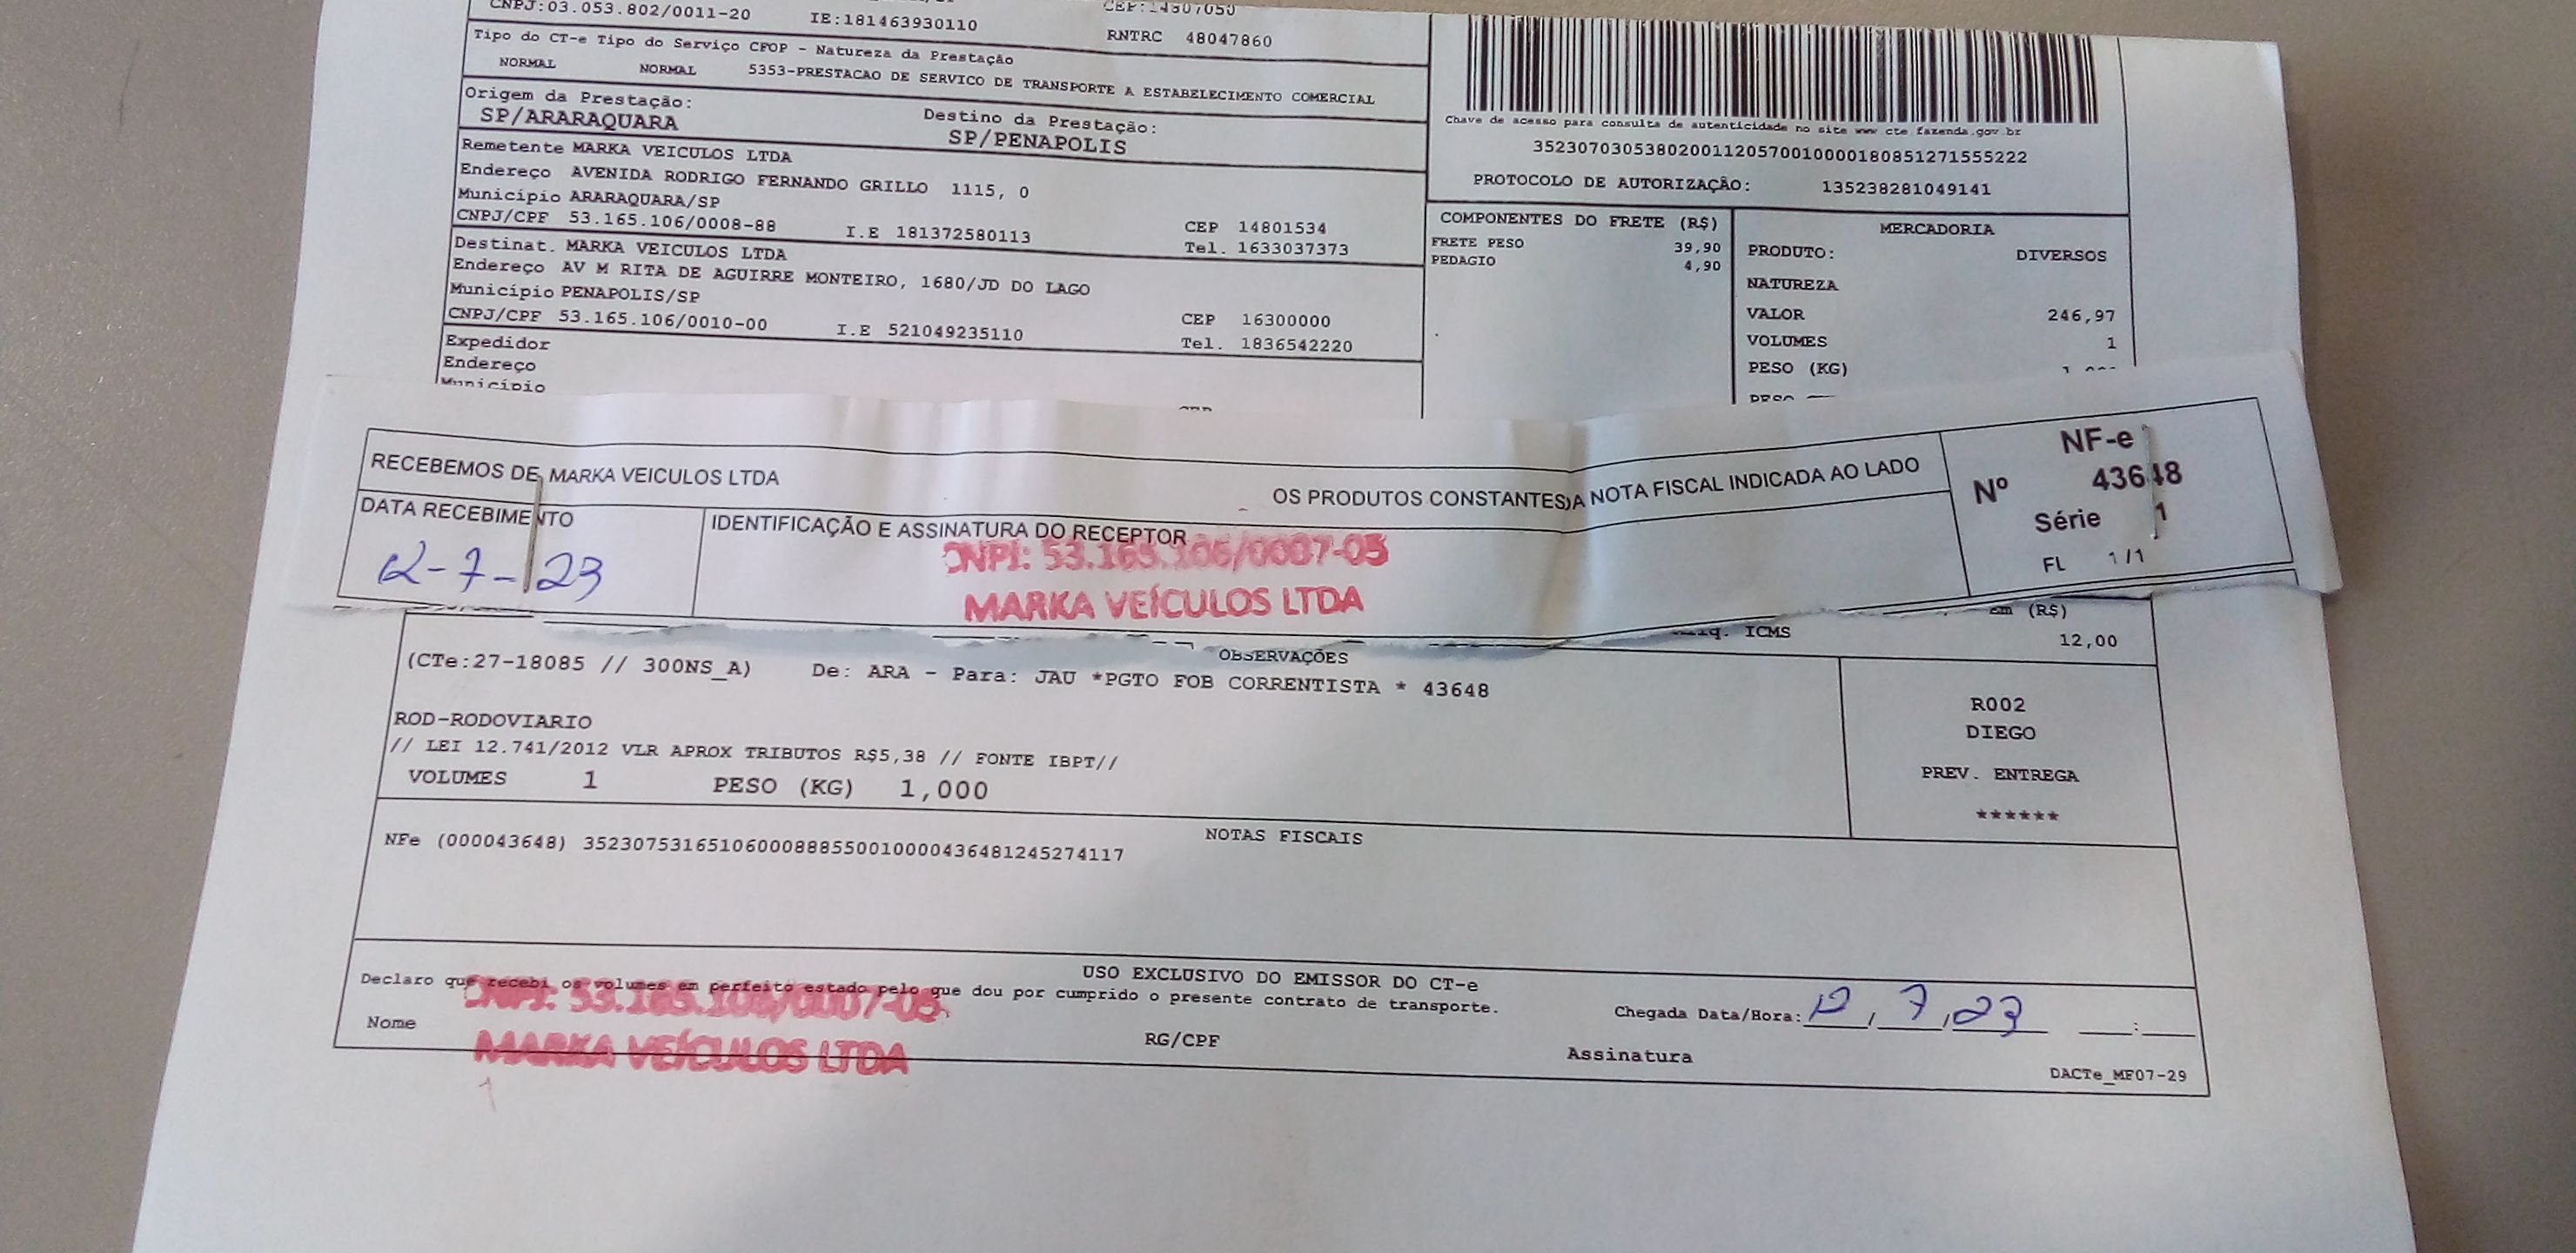 CNPJ:03.053.802/0011-20 IE:181463930110 CEP:14807050
RNTRC 48047860
Tipo do CT-e Tipo do Serviço CFOP - Natureza da Prestação
NORMAL NORMAL 5353-PRESTACAO DE SERVICO DE TRANSPORTE A ESTABELECIMENTO COMERCIAL
Origem da Prestação: Destino da Prestação:
SP/ARARAQUARA SP/PENAPOLIS
Remetente MARKA VEICULOS LTDA
Endereço AVENIDA RODRIGO FERNANDO GRILLO 1115, 0
Município ARARAQUARA/SP CEP 14801534
CNPJ/CPF 53.165.106/0008-88 I.E 181372580113 Tel. 1633037373
Destinat. MARKA VEICULOS LTDA
Endereço AV M RITA DE AGUIRRE MONTEIRO, 1680/JD DO LAGO
Município PENAPOLIS/SP CEP 16300000
CNPJ/CPF 53.165.106/0010-00 I.E 521049235110 Tel. 1836542220
Expedidor
Endereço
Município
Chave de acesso para consulta de autenticidade no site www.cte.fazenda.gov.br
35230703053802001120570010000180851271555222
PROTOCOLO DE AUTORIZAÇÃO: 135238281049141
COMPONENTES DO FRETE (R$)
FRETE PESO 39,90
PEDAGIO 4,90
MERCADORIA
PRODUTO: DIVERSOS
NATUREZA
VALOR 246,97
VOLUMES 1
PESO (KG)
RECEBEMOS DE MARKA VEICULOS LTDA OS PRODUTOS CONSTANTES A NOTA FISCAL INDICADA AO LADO
DATA RECEBIMENTO
12-7-23
IDENTIFICAÇÃO E ASSINATURA DO RECEPTOR
CNPJ: 53.165.106/0007-05
MARKA VEÍCULOS LTDA
NF-e
Nº 43648
Série 1
FL 1/1
(R$)
ICMS 12,00
OBSERVAÇÕES
(CTe:27-18085 // 300NS_A) De: ARA - Para: JAU *PGTO FOB CORRENTISTA * 43648
ROD-RODOVIARIO
// LEI 12.741/2012 VLR APROX TRIBUTOS R$5,38 // FONTE IBPT//
VOLUMES 1 PESO (KG) 1,000
R002
DIEGO
PREV. ENTREGA
******
NOTAS FISCAIS
NFe (000043648) 35230753165106000888550010000436481245274117
USO EXCLUSIVO DO EMISSOR DO CT-e
Declaro que recebi os volumes em perfeito estado pelo que dou por cumprido o presente contrato de transporte.
Chegada Data/Hora: 12/7/23 __:__
CNPJ: 53.165.106/0007-05
MARKA VEÍCULOS LTDA
Nome RG/CPF Assinatura
DACTe_MF07-29